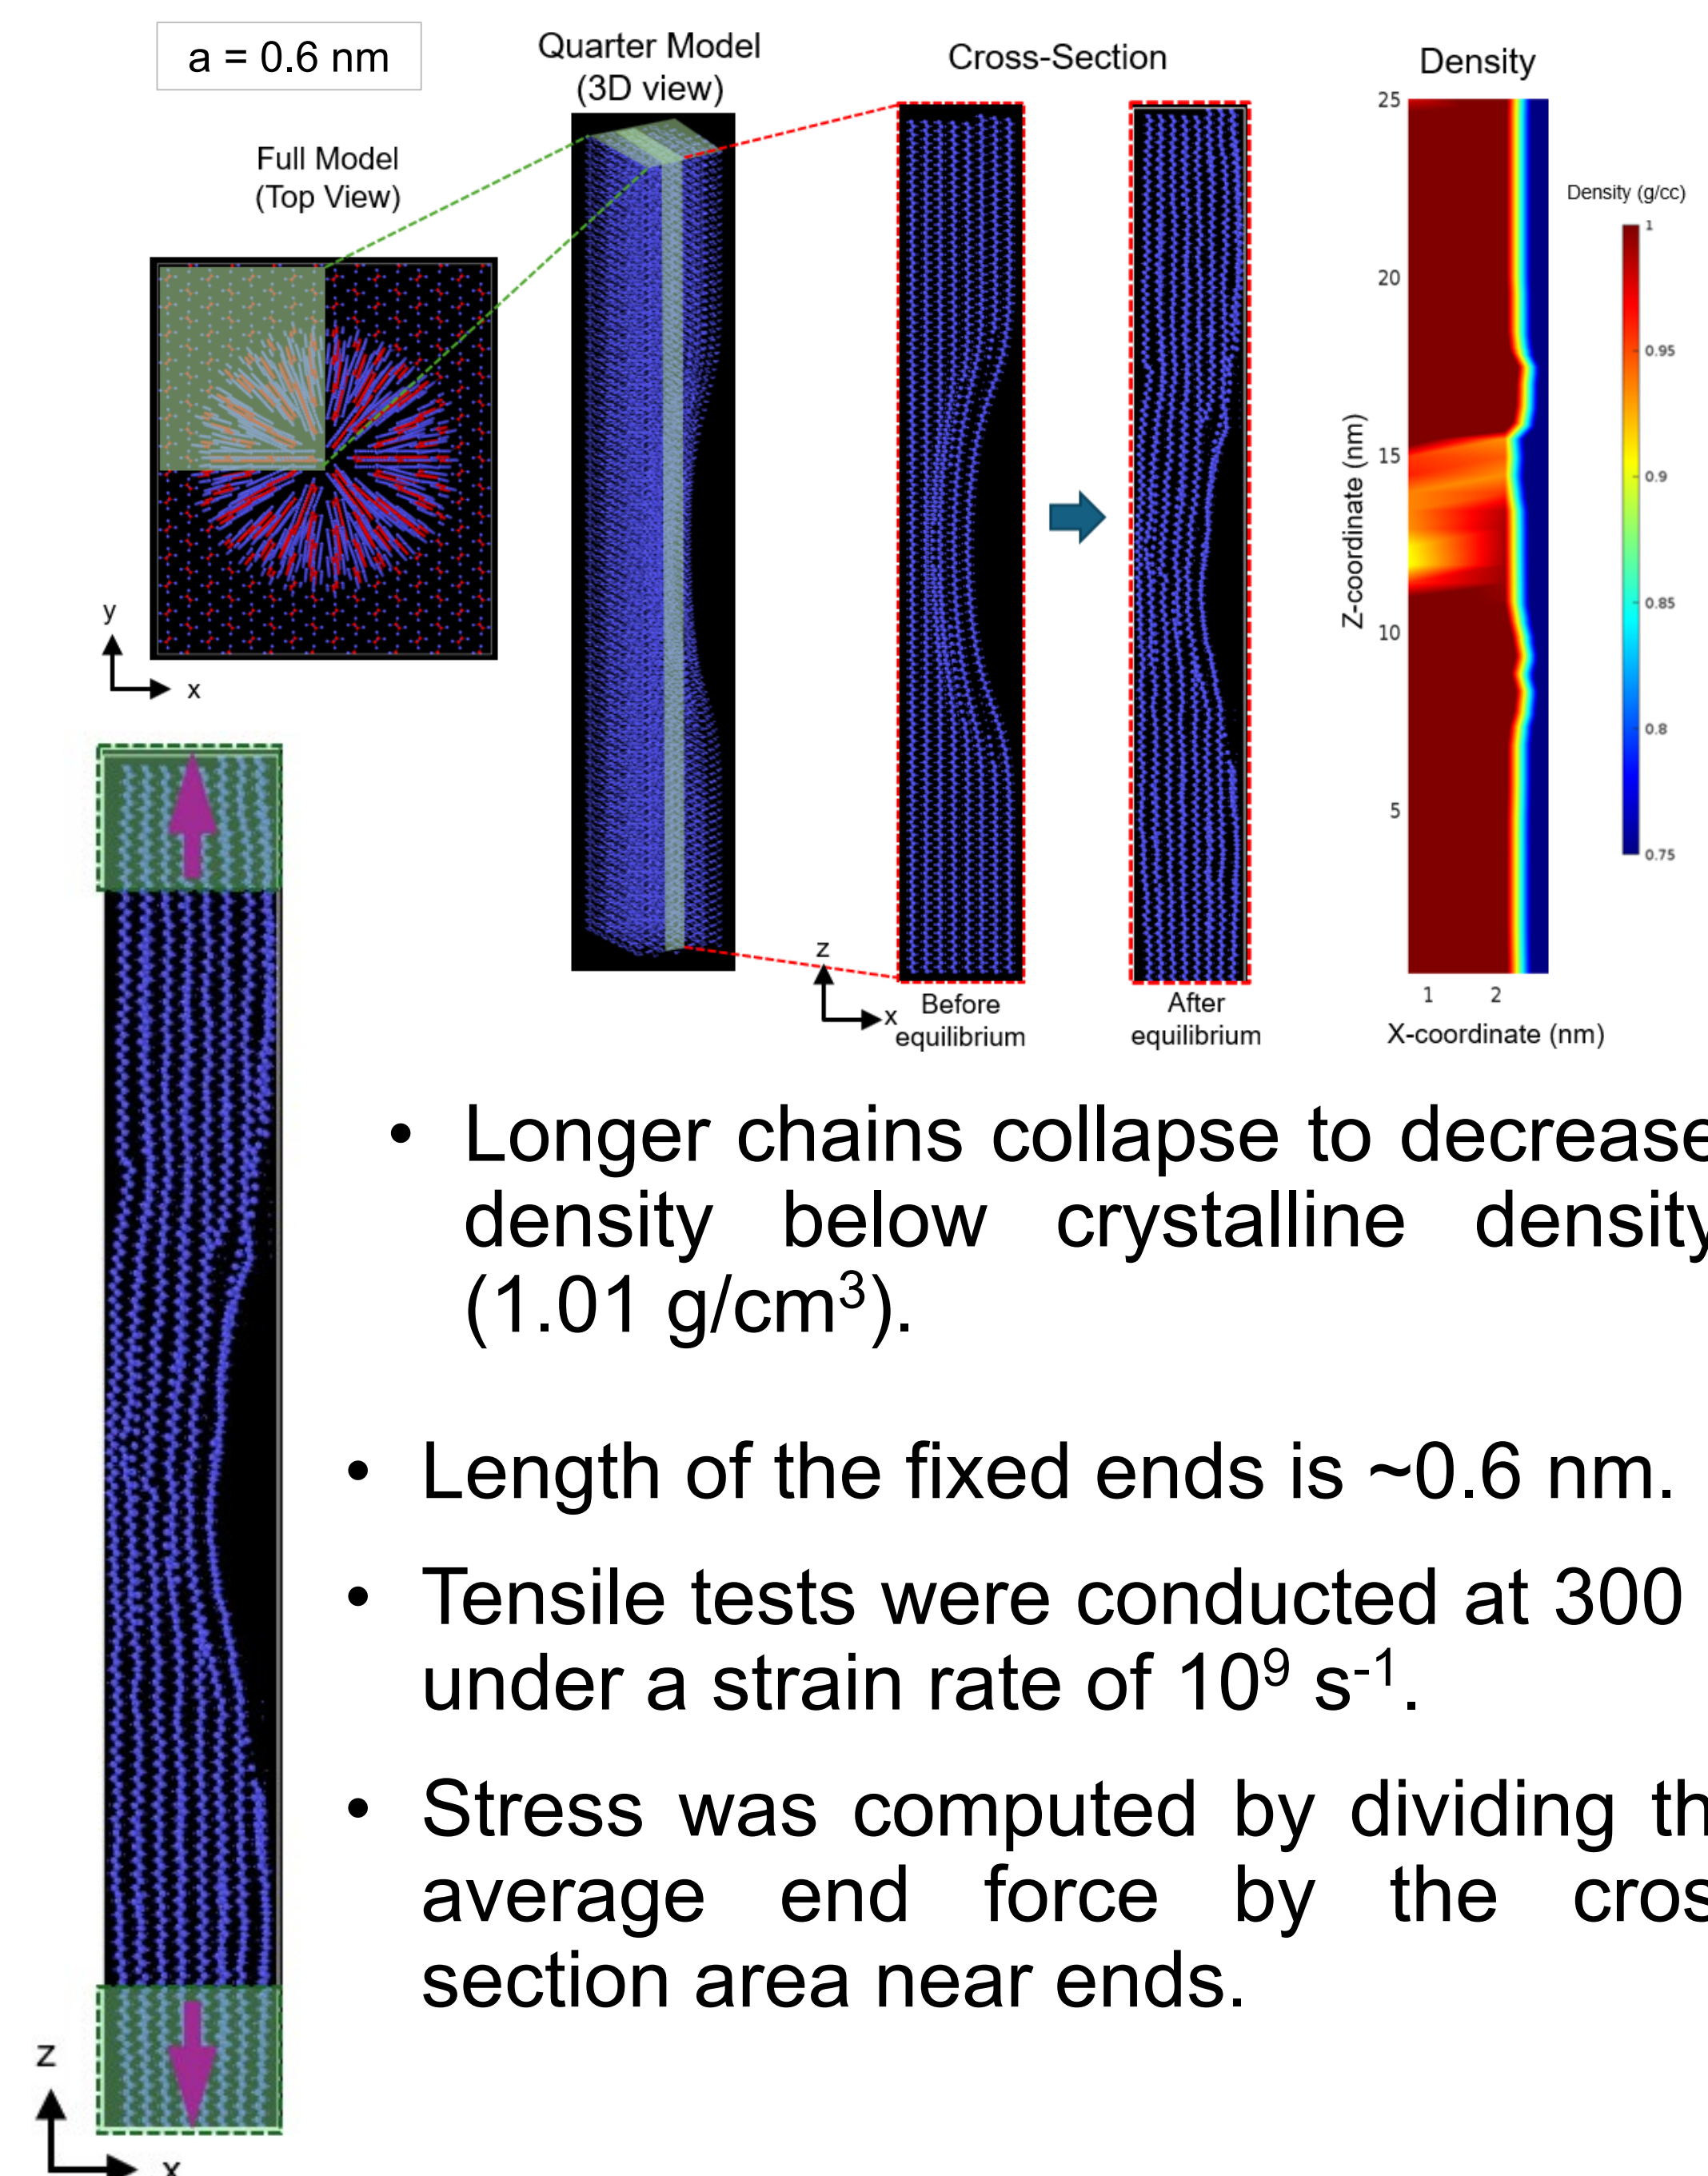 a = 0.6 nm
Full Model
(Top View)
y
x
Quarter Model
(3D view)
Cross-Section
z
x
Before
equilibrium
After
equilibrium
Density
25
20
15
10
5
Z-coordinate (nm)
1 2
X-coordinate (nm)
Density (g/cc)
1
0.95
0.9
0.85
0.8
0.75
• Longer chains collapse to decrease
density below crystalline density
(1.01 g/cm³).
• Length of the fixed ends is ~0.6 nm.
• Tensile tests were conducted at 300
under a strain rate of 10⁹ s⁻¹.
• Stress was computed by dividing th
average end force by the cros
section area near ends.
z
x